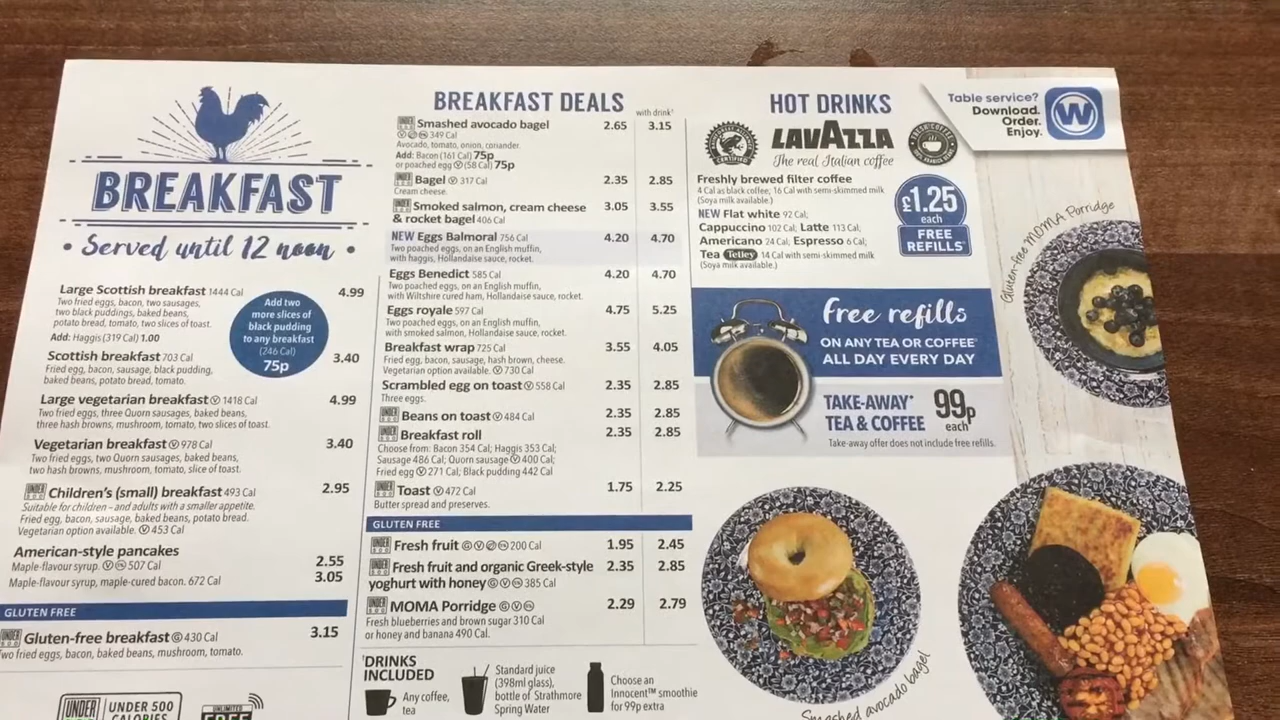 BREAKFAST
• Served until 12 noon •
Large Scottish breakfast 1444 Cal 4.99
Two fried eggs, bacon, two sausages,
two black puddings, baked beans,
potato bread, tomato, two slices of toast.
Add: Haggis (319 Cal) 1.00
Add two
more slices of
black pudding
to any breakfast
(246 Cal)
75p
Scottish breakfast 703 Cal 3.40
Fried egg, bacon, sausage, black pudding,
baked beans, potato bread, tomato.
Large vegetarian breakfast Ⓥ 1418 Cal 4.99
Two fried eggs, three Quorn sausages, baked beans,
three hash browns, mushroom, tomato, two slices of toast.
Vegetarian breakfast Ⓥ 978 Cal 3.40
Two fried eggs, two Quorn sausages, baked beans,
two hash browns, mushroom, tomato, slice of toast.
Children's (small) breakfast 493 Cal 2.95
Suitable for children – and adults with a smaller appetite.
Fried egg, bacon, sausage, baked beans, potato bread.
Vegetarian option available. Ⓥ 453 Cal
American-style pancakes
Maple-flavour syrup. Ⓥ 507 Cal 2.55
Maple-flavour syrup, maple-cured bacon. 672 Cal 3.05
GLUTEN FREE
Gluten-free breakfast Ⓖ 430 Cal 3.15
Two fried eggs, bacon, baked beans, mushroom, tomato.
UNDER
UNDER 500
CALORIES
UNLIMITED
FREE
BREAKFAST DEALS with drink†
UNDER Smashed avocado bagel 2.65 3.15
349 Cal
Avocado, tomato, onion, coriander.
Add: Bacon (161 Cal) 75p
or poached egg Ⓥ (58 Cal) 75p
UNDER Bagel Ⓥ 317 Cal 2.35 2.85
Cream cheese.
UNDER Smoked salmon, cream cheese 3.05 3.55
& rocket bagel 406 Cal
NEW Eggs Balmoral 756 Cal 4.20 4.70
Two poached eggs, on an English muffin,
with haggis, Hollandaise sauce, rocket.
Eggs Benedict 585 Cal 4.20 4.70
Two poached eggs, on an English muffin,
with Wiltshire cured ham, Hollandaise sauce, rocket.
Eggs royale 597 Cal 4.75 5.25
Two poached eggs, on an English muffin,
with smoked salmon, Hollandaise sauce, rocket.
Breakfast wrap 725 Cal 3.55 4.05
Fried egg, bacon, sausage, hash brown, cheese.
Vegetarian option available. Ⓥ 730 Cal
Scrambled egg on toast Ⓥ 558 Cal 2.35 2.85
Three eggs.
UNDER Beans on toast Ⓥ 484 Cal 2.35 2.85
UNDER Breakfast roll 2.35 2.85
Choose from: Bacon 354 Cal; Haggis 353 Cal;
Sausage 486 Cal; Quorn sausage Ⓥ 400 Cal;
Fried egg Ⓥ 271 Cal; Black pudding 442 Cal
UNDER Toast Ⓥ 472 Cal 1.75 2.25
Butter spread and preserves.
GLUTEN FREE
UNDER Fresh fruit 200 Cal 1.95 2.45
UNDER Fresh fruit and organic Greek-style 2.35 2.85
yoghurt with honey 385 Cal
UNDER MOMA Porridge 2.29 2.79
Fresh blueberries and brown sugar 310 Cal
or honey and banana 490 Cal.
†DRINKS
INCLUDED
Any coffee,
tea
Standard juice
(398ml glass),
bottle of Strathmore
Spring Water
Choose an
Innocent™ smoothie
for 99p extra
HOT DRINKS
CERTIFIED
LAVAZZA
The real Italian coffee
Freshly brewed filter coffee
4 Cal as black coffee; 16 Cal with semi-skimmed milk
(Soya milk available.)
NEW Flat white 92 Cal;
Cappuccino 102 Cal; Latte 113 Cal;
Americano 24 Cal; Espresso 6 Cal;
Tea Tetley 14 Cal with semi-skimmed milk
(Soya milk available.)
£1.25
each
FREE
REFILLS*
Free refills
ON ANY TEA OR COFFEE*
ALL DAY EVERY DAY
TAKE-AWAY* 99p
TEA & COFFEE each
Take-away offer does not include free refills.
Smashed avocado bagel
Table service?
Download.
Order.
Enjoy.
W
Gluten-free MOMA Porridge